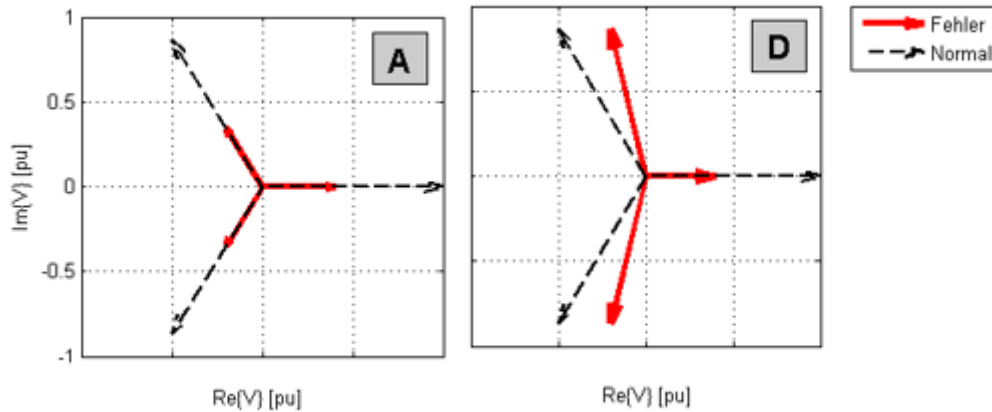 1
0.5
0
-0.5
-1
Im{V} [pu]
A
Re{V} [pu]
D
Re{V} [pu]
Fehler
Normal